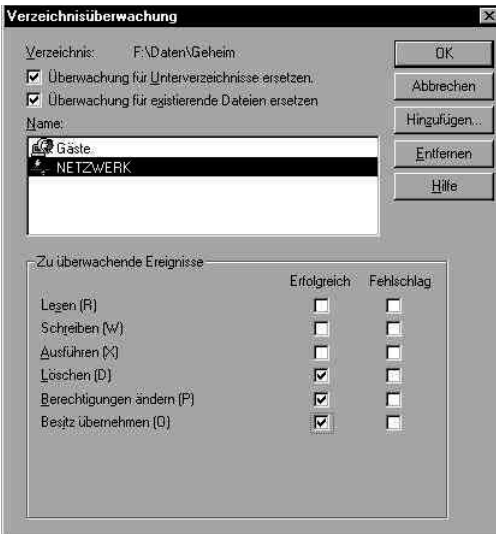 Verzeichnisüberwachung
Verzeichnis: F:\Daten\Geheim
Überwachung für Unterverzeichnisse ersetzen.
Überwachung für existierende Dateien ersetzen
Name:
Gäste
NETZWERK
OK
Abbrechen
Hinzufügen...
Entfernen
Hilfe
Zu überwachende Ereignisse
Erfolgreich Fehlschlag
Lesen (R)
Schreiben (W)
Ausführen (X)
Löschen (D)
Berechtigungen ändern (P)
Besitz übernehmen (O)